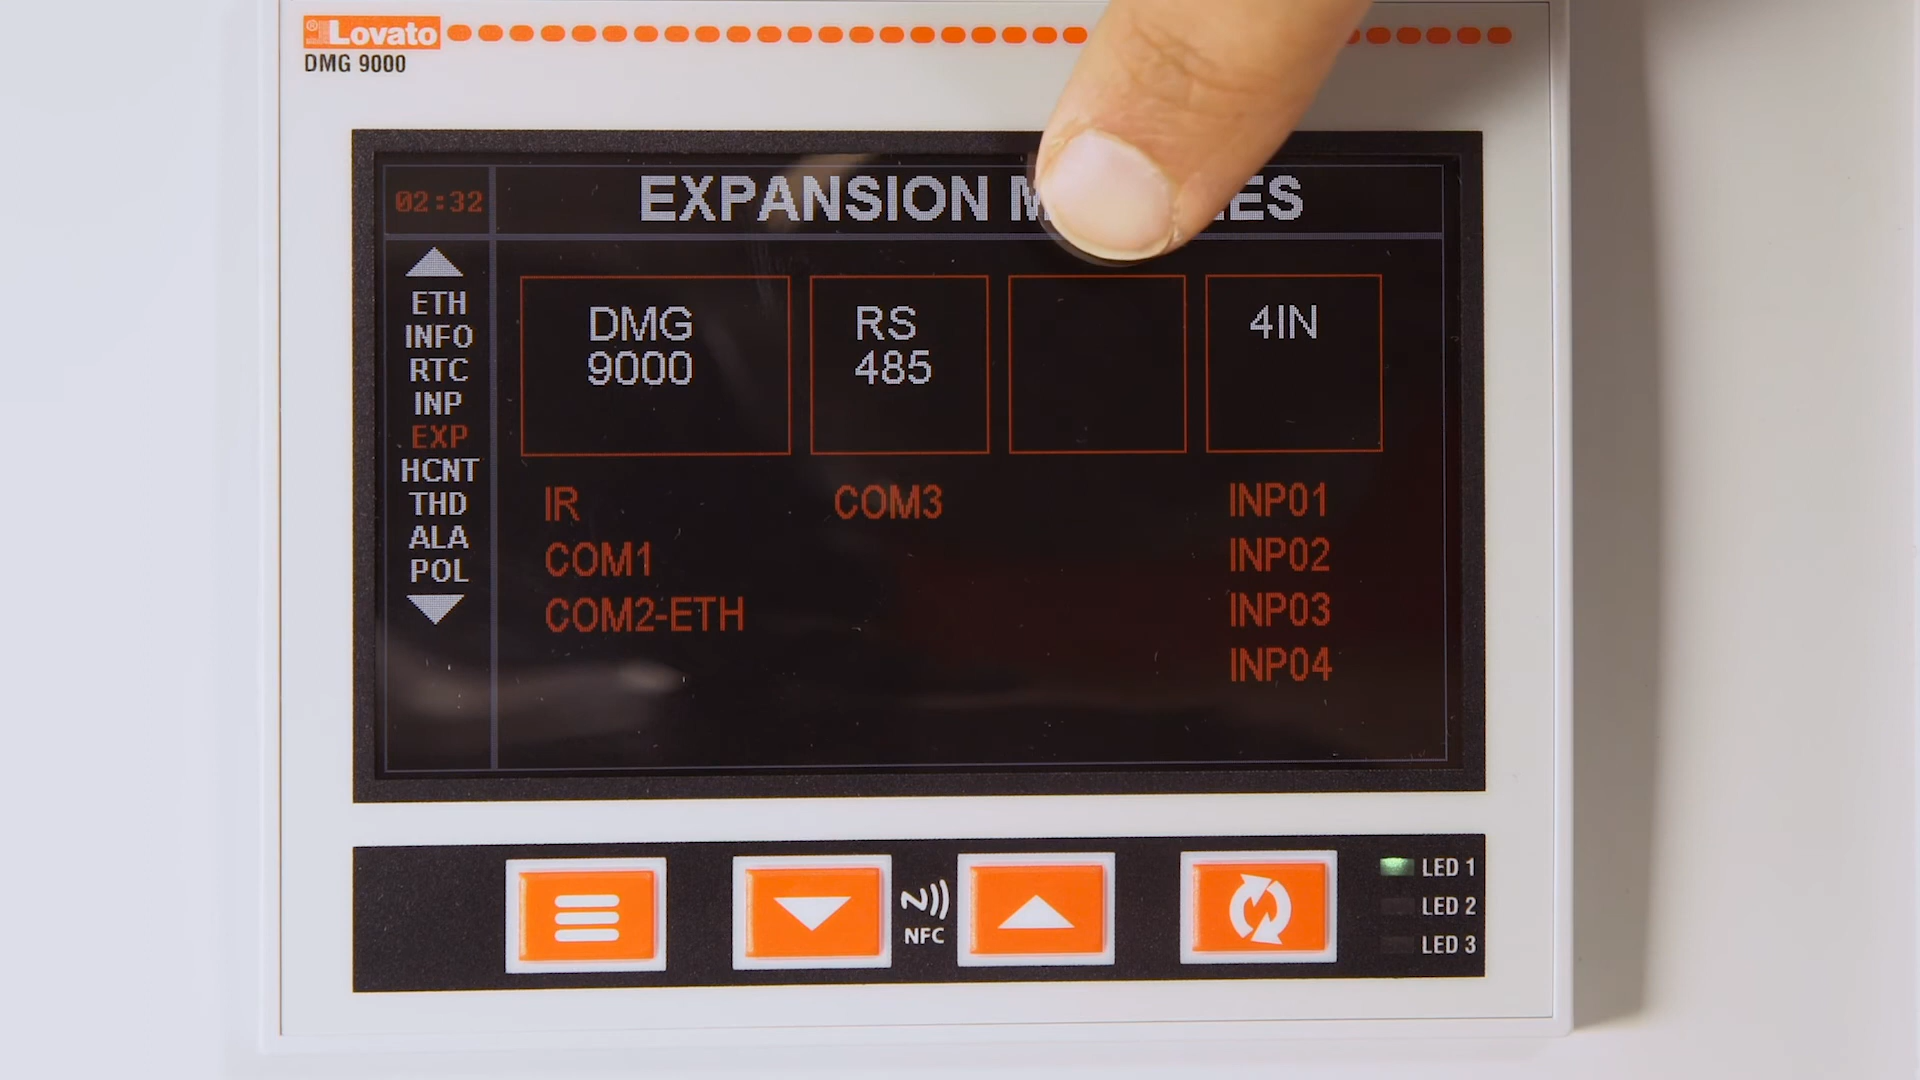 Lovato
DMG 9000
02:32
EXPANSION M ES
ETH
INFO
RTC
INP
EXP
HCNT
THD
ALA
POL
DMG
9000
RS
485
4IN
IR
COM1
COM2-ETH
COM3
INP01
INP02
INP03
INP04
NFC
LED 1
LED 2
LED 3